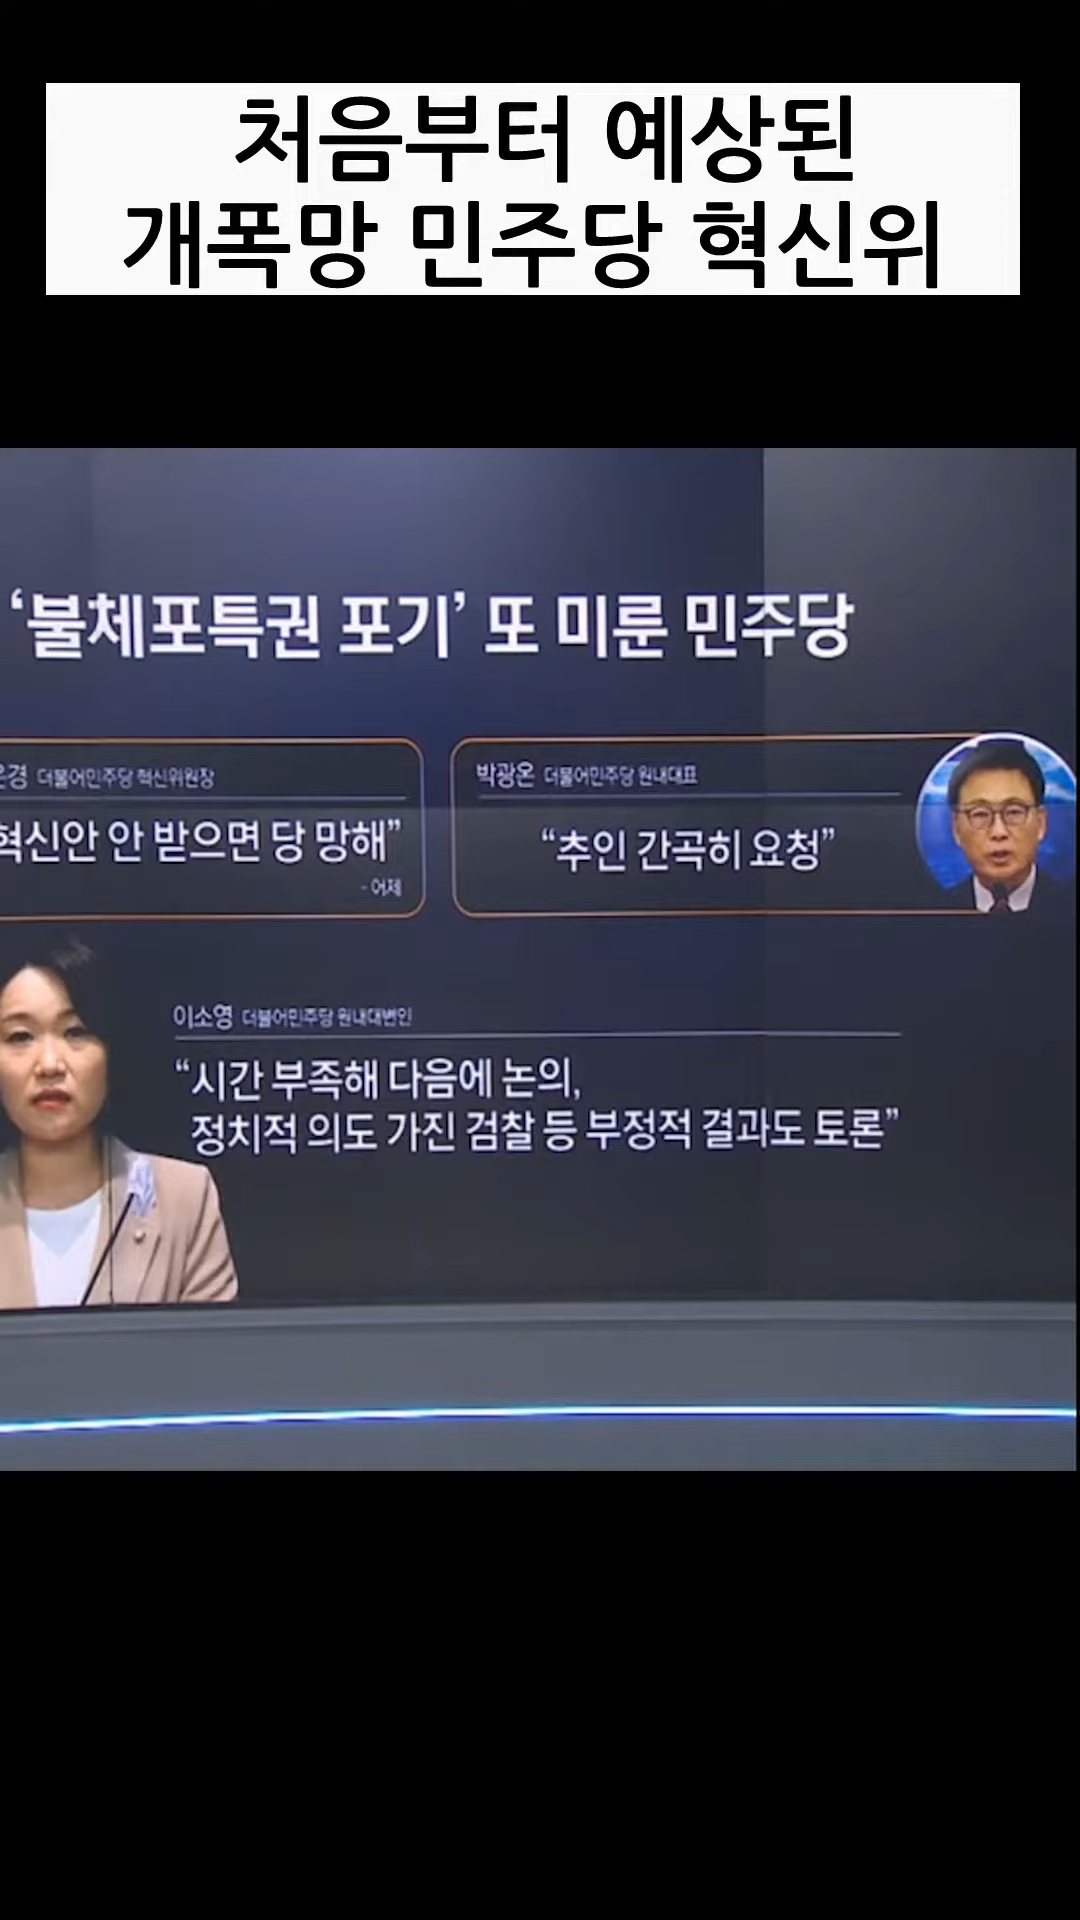 처음부터 예상된
개폭망 민주당 혁신위
‘불체포특권 포기’ 또 미룬 민주당
은경 더불어민주당 혁신위원장
혁신안 안 받으면 당 망해”
- 어제
박광온 더불어민주당 원내대표
“추인 간곡히 요청”
이소영 더불어민주당 원내대변인
“시간 부족해 다음에 논의,
정치적 의도 가진 검찰 등 부정적 결과도 토론”